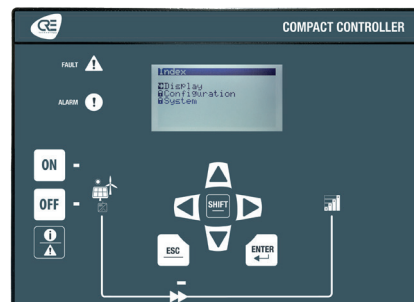 CRE
COMPACT CONTROLLER
FAULT
Index
Display
ALARM
Configuration
System
ON
OFF
SHIFT
ESC
ENTER